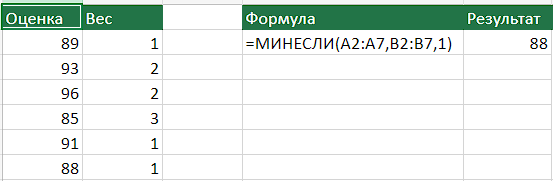 Оценка Вес Формула Результат
89 1 =МИНЕСЛИ(A2:A7,B2:B7,1) 88
93 2
96 2
85 3
91 1
88 1